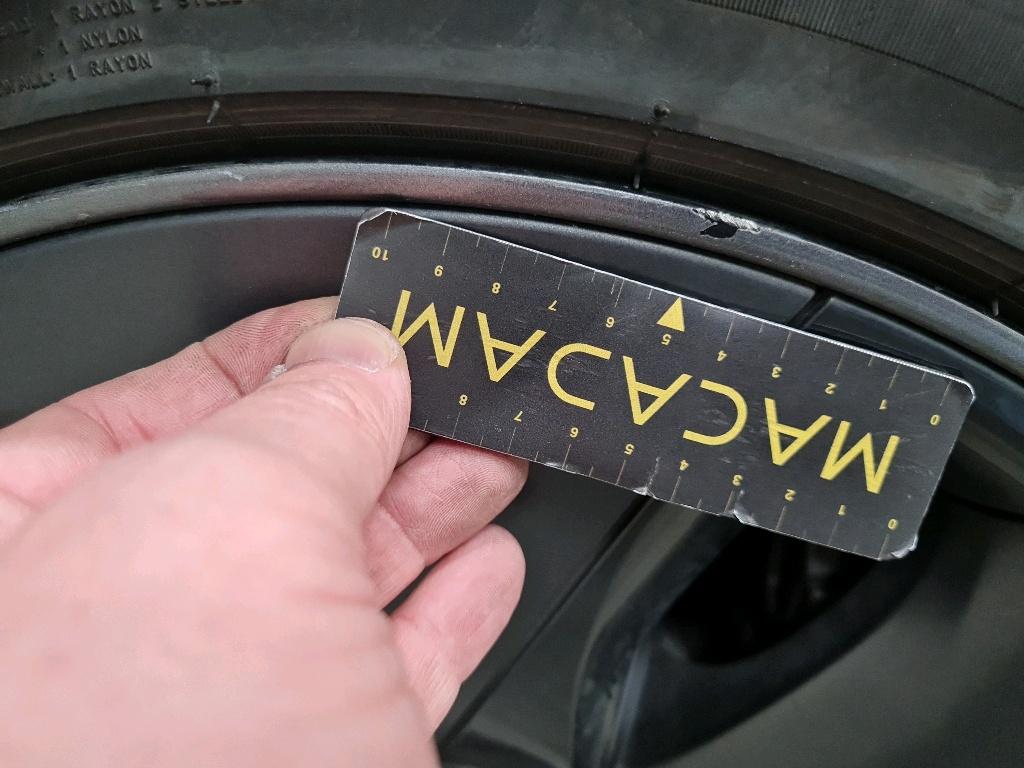 1 RAYON 2 STEEL
1 NYLON
WALL: 1 RAYON
0 1 2 3 4 5 6 7 8
MACADAM
0 1 2 3 4 5 6 7 8 9 10